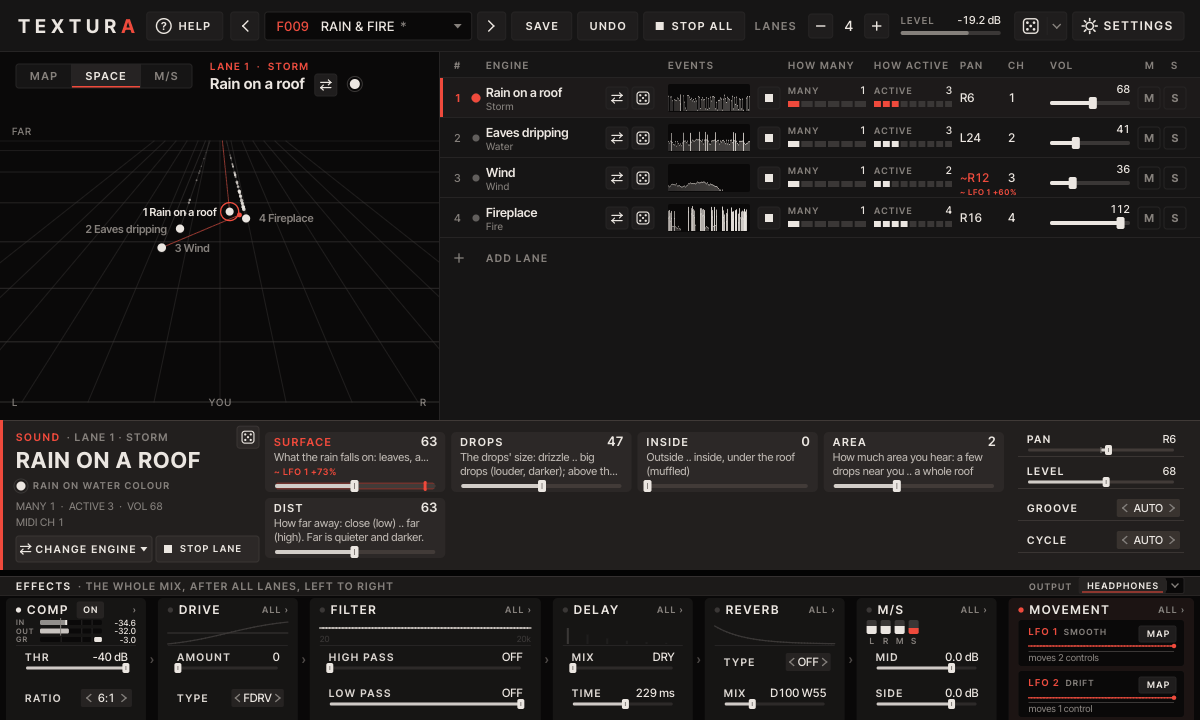 TEXTURA
HELP
F009 RAIN & FIRE *
SAVE
UNDO
STOP ALL
LANES
4
LEVEL -19.2 dB
SETTINGS
MAP
SPACE
M/S
LANE 1 · STORM
Rain on a roof
FAR
1 Rain on a roof
2 Eaves dripping
3 Wind
4 Fireplace
L
YOU
R
# ENGINE EVENTS HOW MANY HOW ACTIVE PAN CH VOL M S
1 Rain on a roof MANY 1 ACTIVE 3 R6 1 68 M S
Storm
2 Eaves dripping MANY 1 ACTIVE 3 L24 2 41 M S
Water
3 Wind MANY 1 ACTIVE 2 ~R12 3 36 M S
Wind ~ LFO 1 +60%
4 Fireplace MANY 1 ACTIVE 4 R16 4 112 M S
Fire
+ ADD LANE
SOUND · LANE 1 · STORM
RAIN ON A ROOF
RAIN ON WATER COLOUR
MANY 1 · ACTIVE 3 · VOL 68
MIDI CH 1
CHANGE ENGINE
STOP LANE
SURFACE 63
What the rain falls on: leaves, a...
~ LFO 1 +73%
DROPS 47
The drops' size: drizzle .. big
drops (louder, darker); above th...
INSIDE 0
Outside .. inside, under the roof
(muffled)
AREA 2
How much area you hear: a few
drops near you .. a whole roof
DIST 63
How far away: close (low) .. far
(high). Far is quieter and darker.
PAN R6
LEVEL 68
GROOVE < AUTO >
CYCLE < AUTO >
EFFECTS · THE WHOLE MIX, AFTER ALL LANES, LEFT TO RIGHT
OUTPUT HEADPHONES
COMP ON ›
IN -34.6
OUT -32.0
GR -3.0
THR -40 dB
RATIO < 6:1 >
DRIVE ALL ›
AMOUNT 0
TYPE < FDRV >
FILTER ALL ›
20 20k
HIGH PASS OFF
LOW PASS OFF
DELAY ALL ›
MIX DRY
TIME 229 ms
REVERB ALL ›
TYPE < OFF >
MIX D100 W55
M/S ALL ›
L R M S
MID 0.0 dB
SIDE 0.0 dB
MOVEMENT ALL ›
LFO 1 SMOOTH MAP
moves 2 controls
LFO 2 DRIFT MAP
moves 1 control